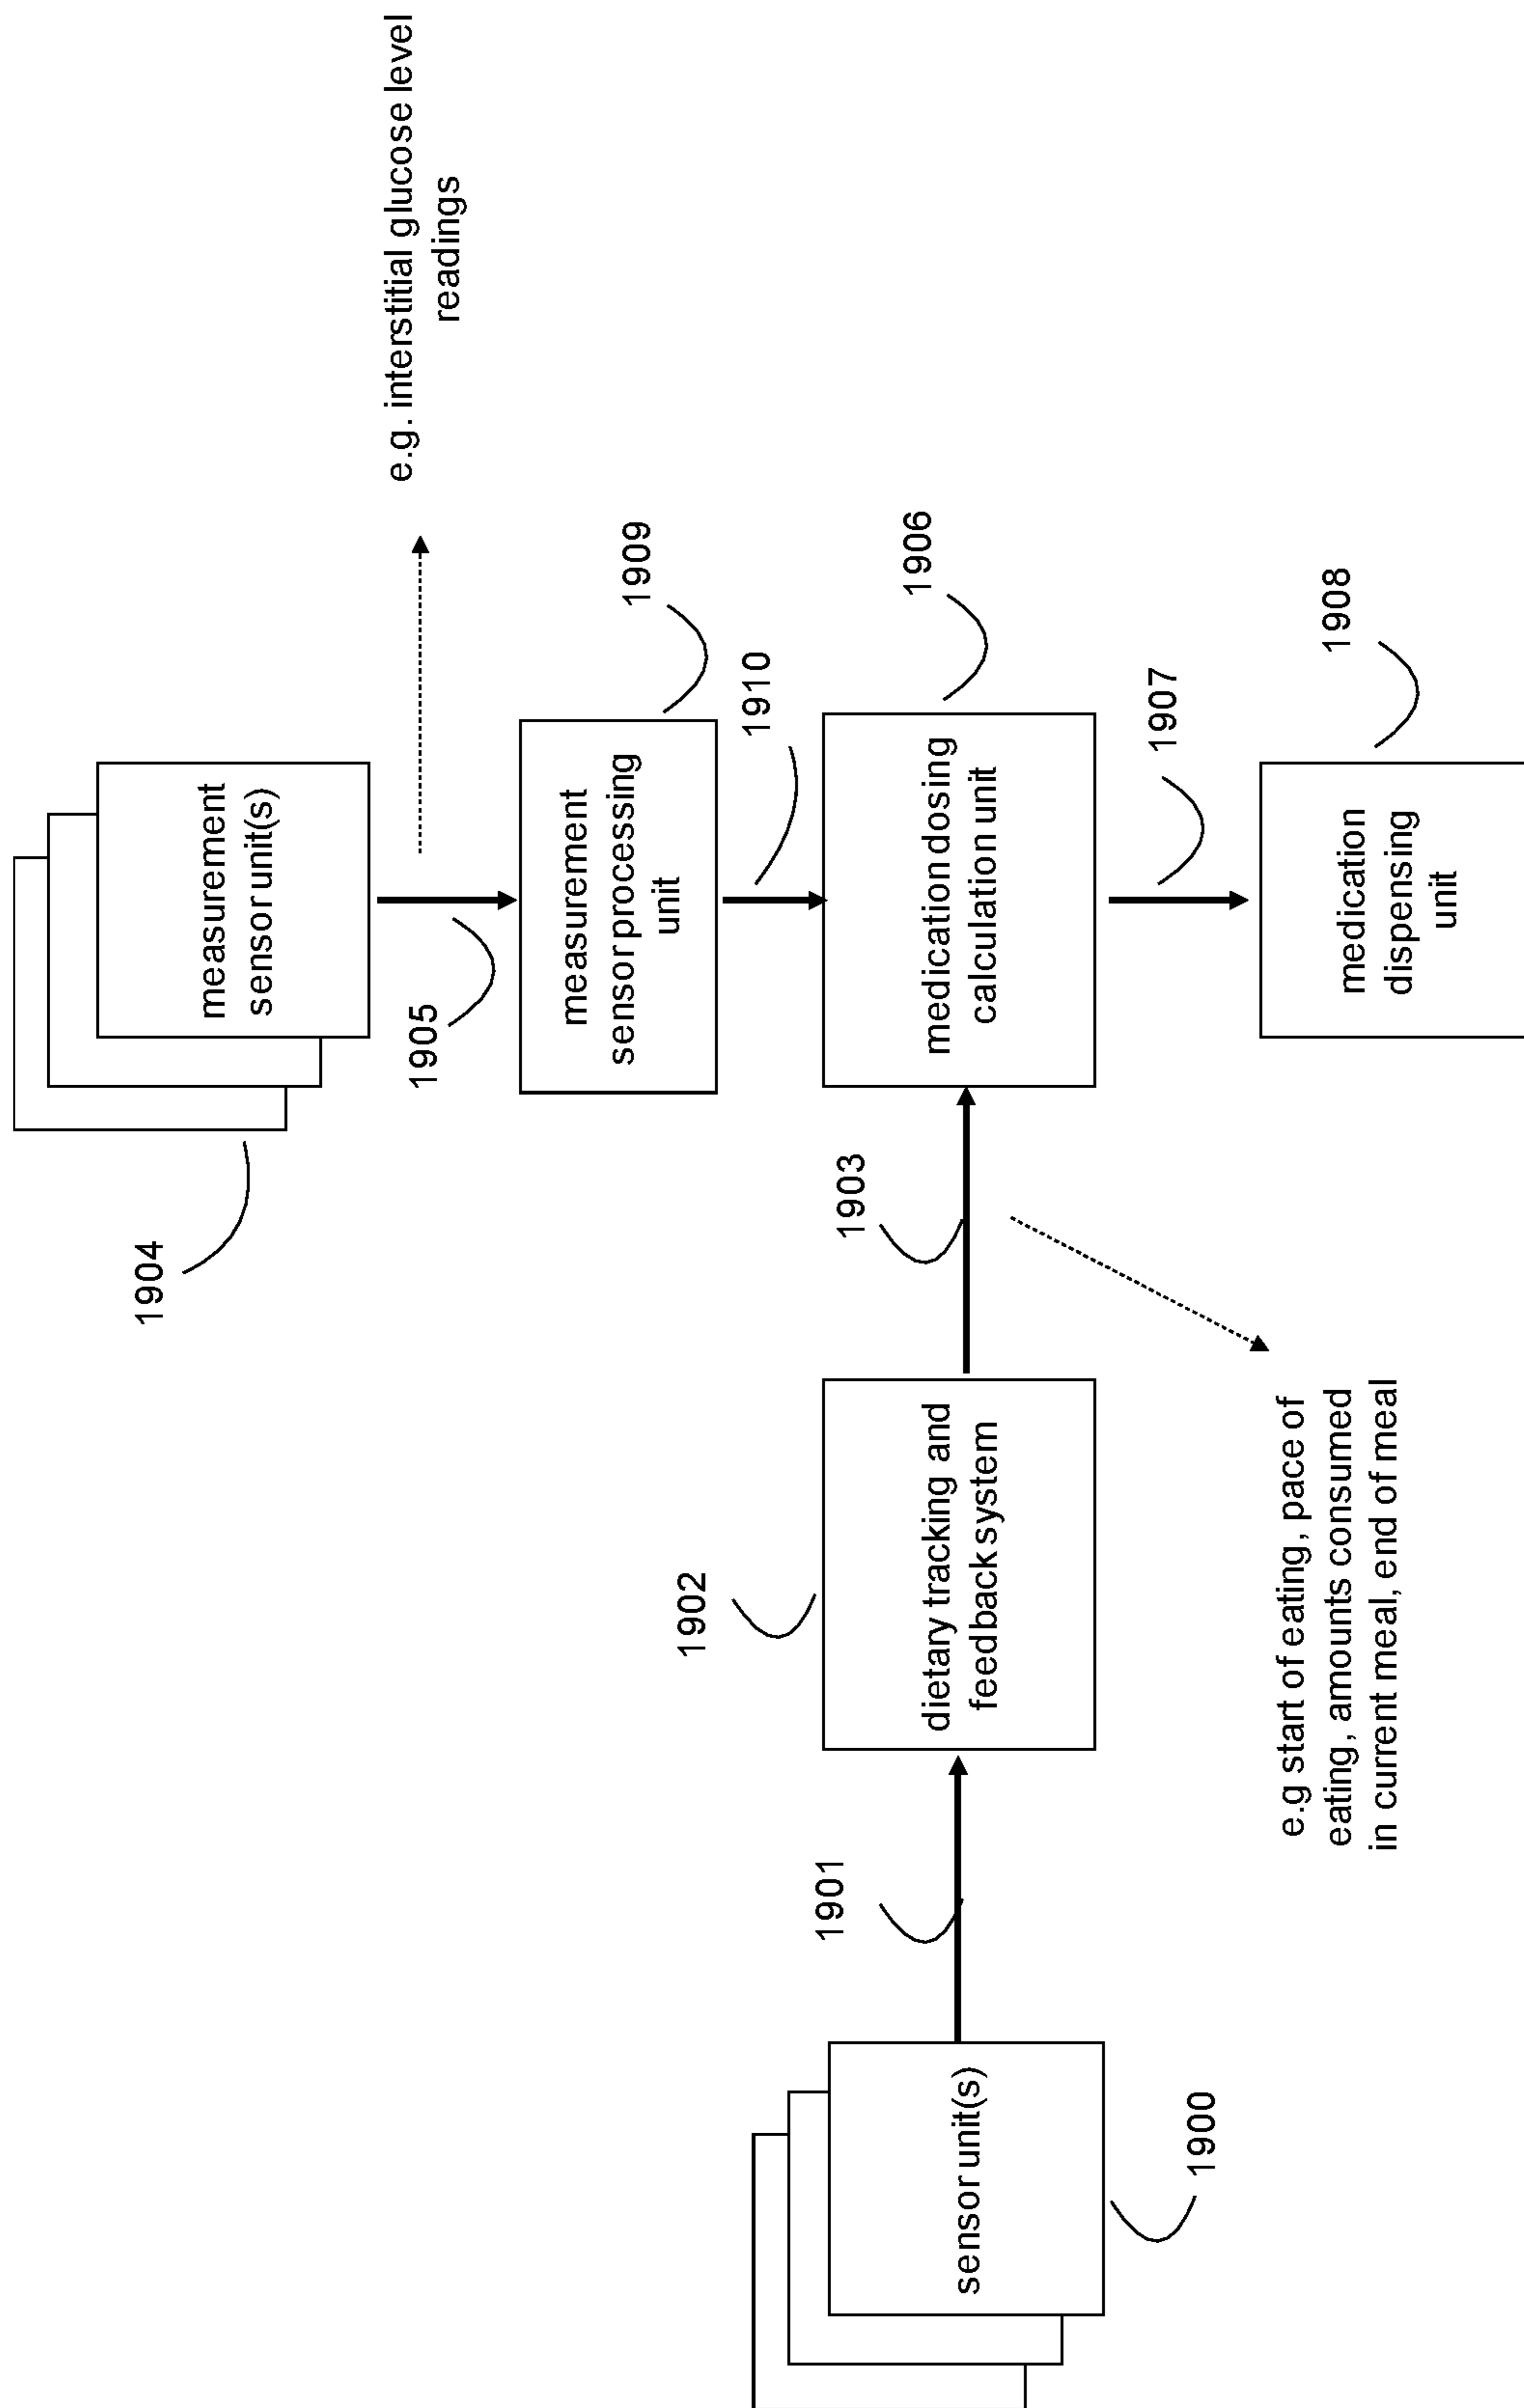 1904
measurement
sensor unit(s)
e.g. interstitial glucose level
readings
1905
measurement
sensor processing
unit
1909
1910
1902
1901
1903
1906
sensor unit(s)
dietary tracking and
feedback system
medication dosing
calculation unit
1907
1900
e.g start of eating, pace of
eating, amounts consumed
in current meal, end of meal
1908
medication
dispensing
unit